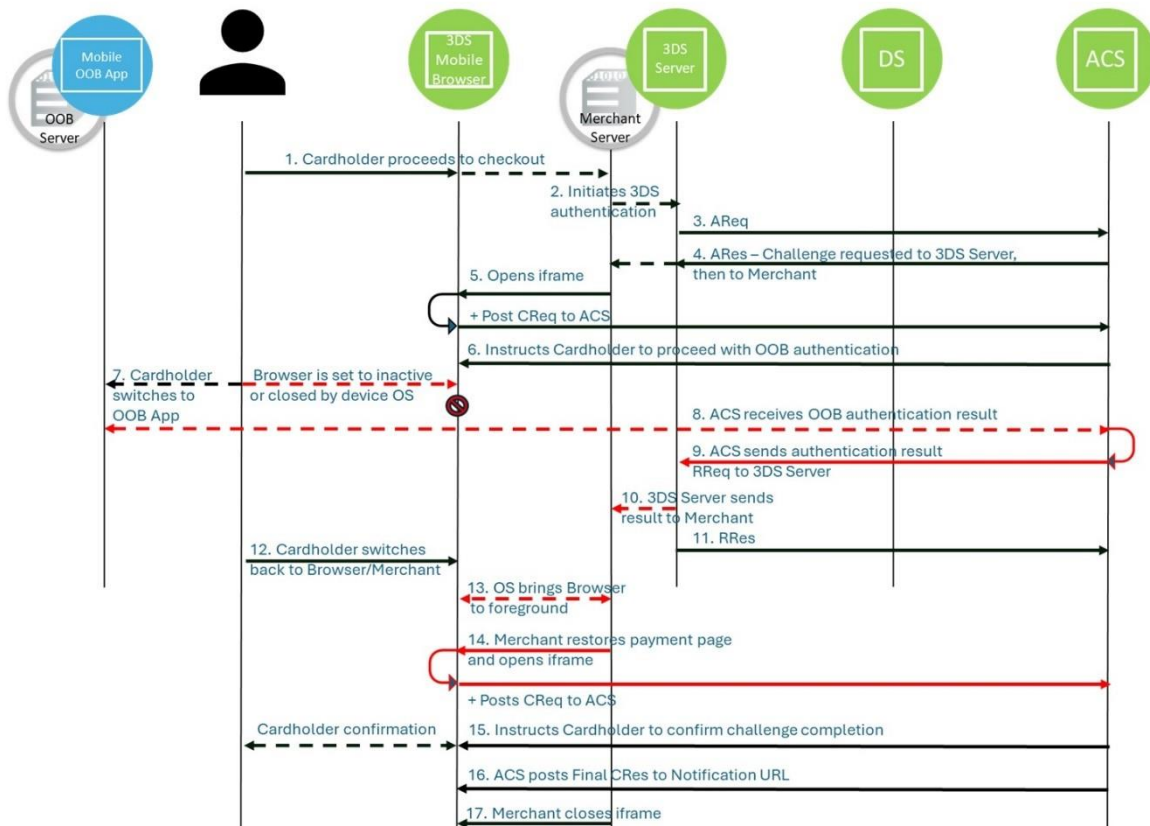 Mobile
OOB App
OOB
Server
3DS
Mobile
Browser
Merchant
Server
3DS
Server
DS
ACS
1. Cardholder proceeds to checkout
2. Initiates 3DS
authentication
3. AReq
4. ARes – Challenge requested to 3DS Server,
then to Merchant
5. Opens iframe
+ Post CReq to ACS
6. Instructs Cardholder to proceed with OOB authentication
7. Cardholder
switches to
OOB App
Browser is set to inactive
or closed by device OS
8. ACS receives OOB authentication result
9. ACS sends authentication result
RReq to 3DS Server
10. 3DS Server sends
result to Merchant
11. RRes
12. Cardholder switches
back to Browser/Merchant
13. OS brings Browser
to foreground
14. Merchant restores payment page
and opens iframe
+ Posts CReq to ACS
Cardholder confirmation
15. Instructs Cardholder to confirm challenge completion
16. ACS posts Final CRes to Notification URL
17. Merchant closes iframe